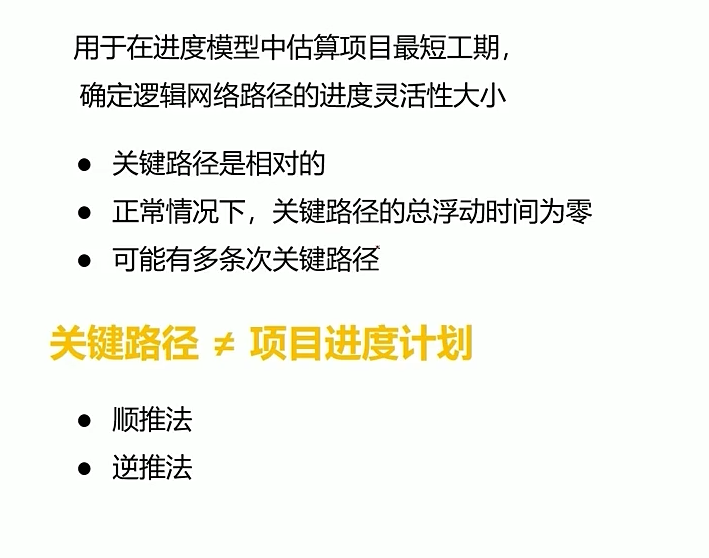 用于在进度模型中估算项目最短工期，
确定逻辑网络路径的进度灵活性大小
● 关键路径是相对的
● 正常情况下，关键路径的总浮动时间为零
● 可能有多条次关键路径
关键路径 ≠ 项目进度计划
● 顺推法
● 逆推法